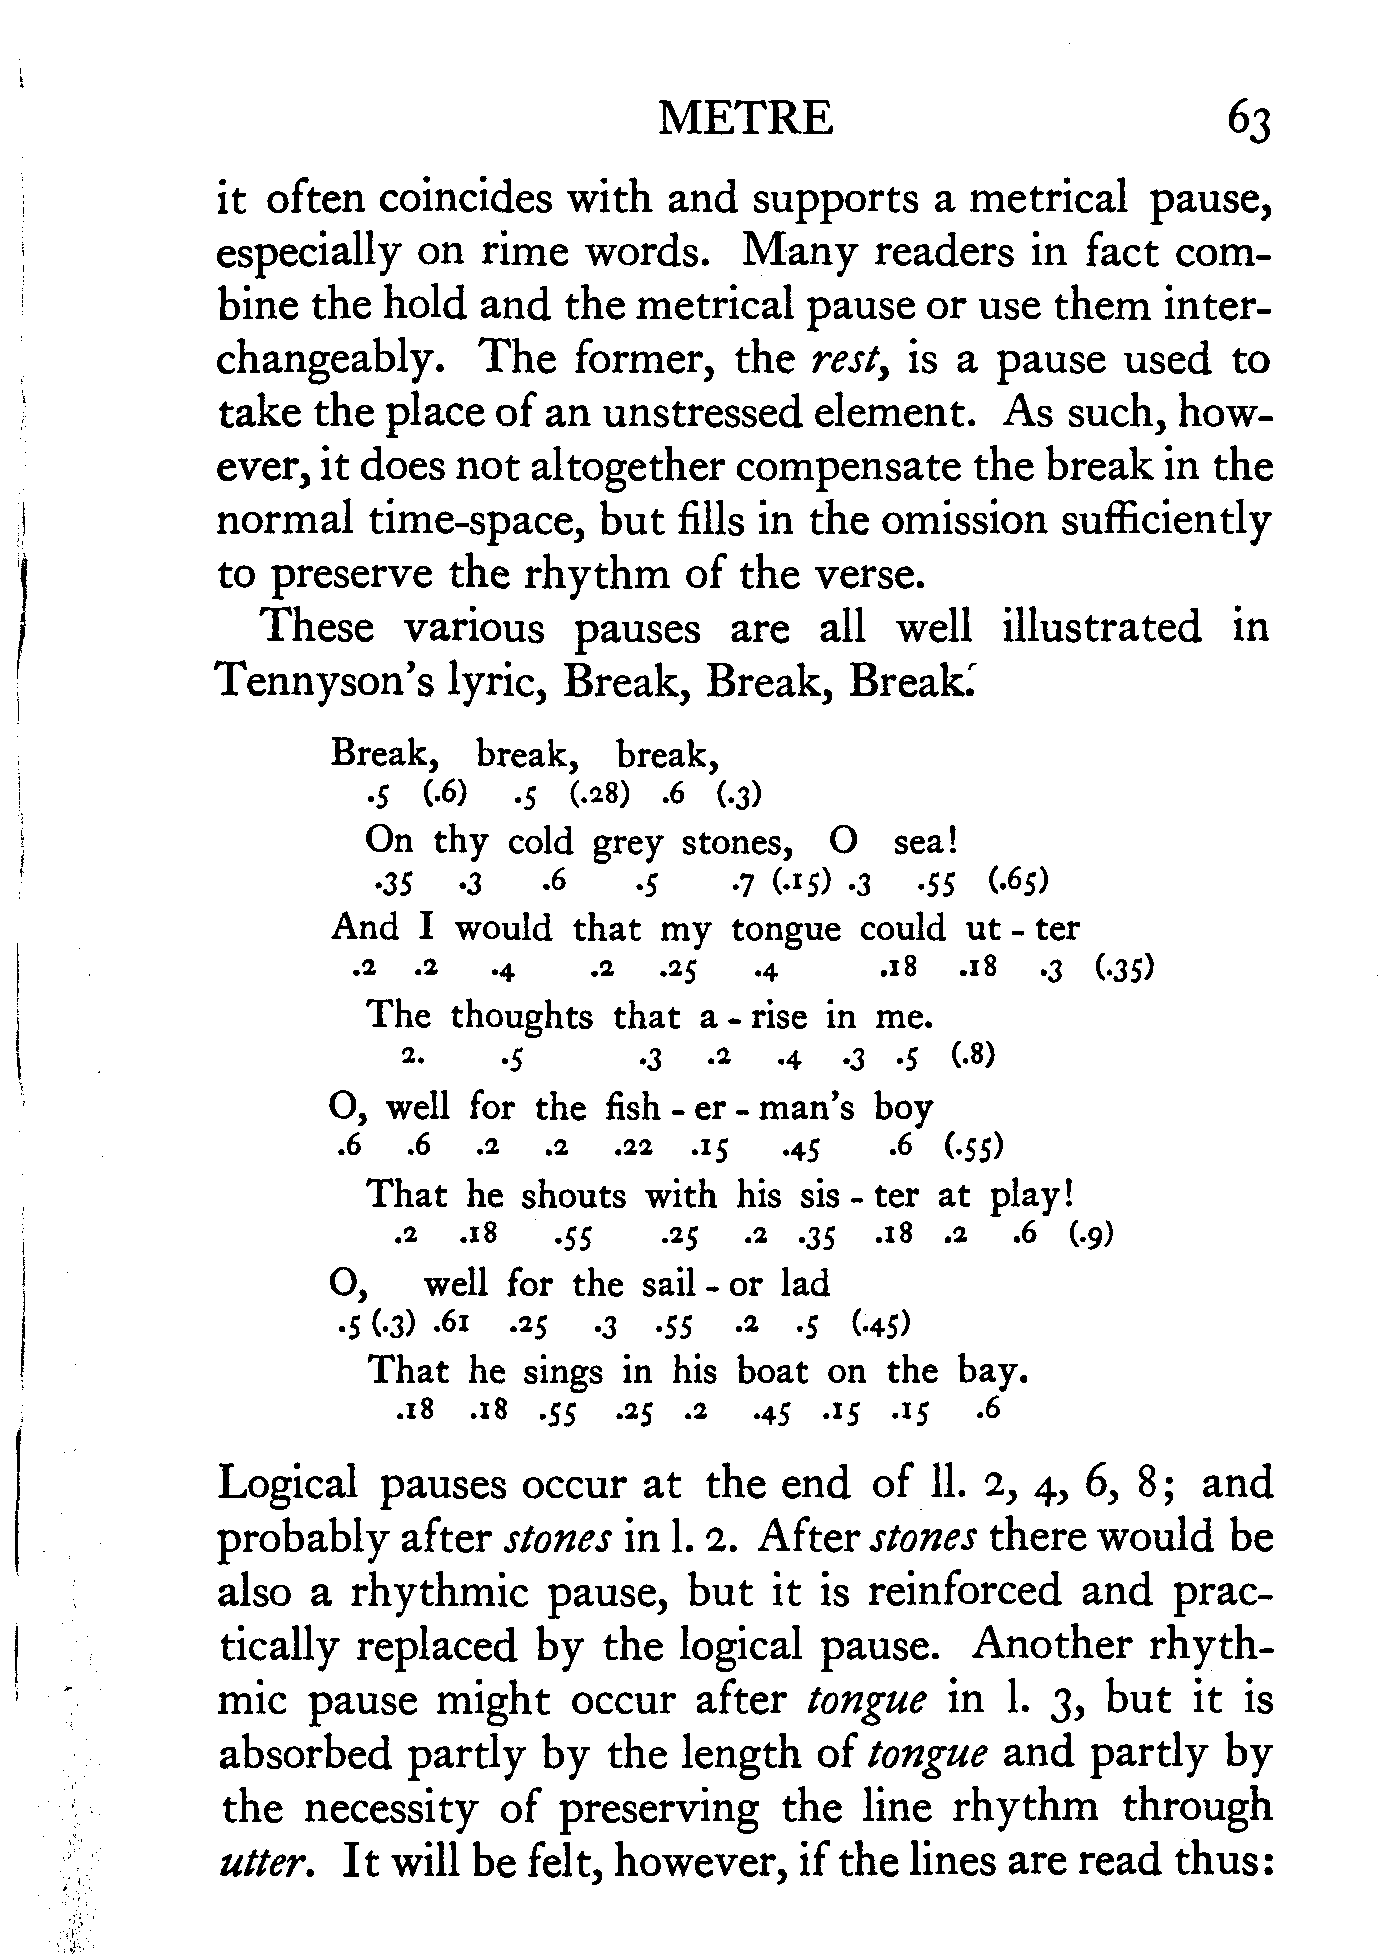 METRE 63
it often coincides with and supports a metrical pause,
especially on rime words. Many readers in fact com-
bine the hold and the metrical pause or use them inter-
changeably. The former, the rest, is a pause used to
take the place of an unstressed element. As such, how-
ever, it does not altogether compensate the break in the
normal time-space, but fills in the omission sufficiently
to preserve the rhythm of the verse.
These various pauses are all well illustrated in
Tennyson's lyric, Break, Break, Break:
Break, break, break,
.5 (.6) .5 (.28) .6 (.3)
On thy cold grey stones, O sea!
.35 .3 .6 .5 .7 (.15) .3 .55 (.65)
And I would that my tongue could ut - ter
.2 .2 .4 .2 .25 .4 .18 .18 .3 (.35)
The thoughts that a - rise in me.
2. .5 .3 .2 .4 .3 .5 (.8)
O, well for the fish - er - man's boy
.6 .6 .2 .2 .22 .15 .45 .6 (.55)
That he shouts with his sis - ter at play!
.2 .18 .55 .25 .2 .35 .18 .2 .6 (.9)
O, well for the sail - or lad
.5 (.3) .61 .25 .3 .55 .2 .5 (.45)
That he sings in his boat on the bay.
.18 .18 .55 .25 .2 .45 .15 .15 .6
Logical pauses occur at the end of ll. 2, 4, 6, 8; and
probably after stones in l. 2. After stones there would be
also a rhythmic pause, but it is reinforced and prac-
tically replaced by the logical pause. Another rhyth-
mic pause might occur after tongue in l. 3, but it is
absorbed partly by the length of tongue and partly by
the necessity of preserving the line rhythm through
utter. It will be felt, however, if the lines are read thus: